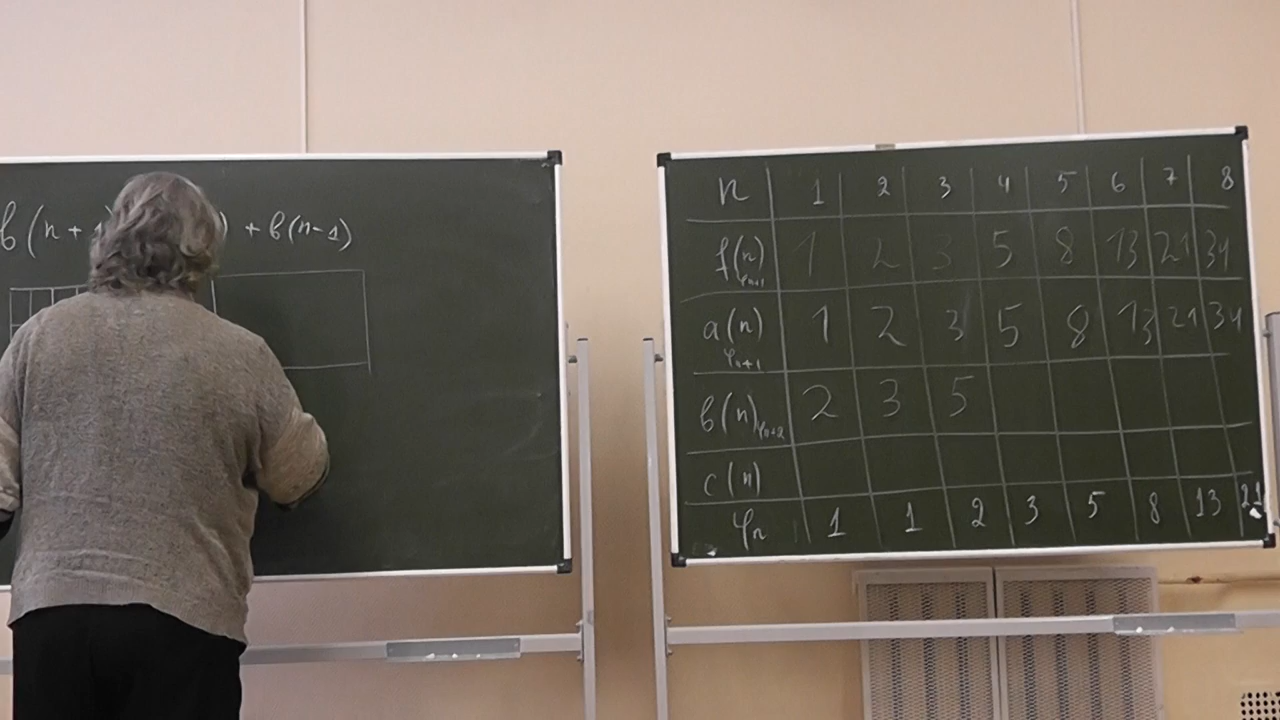 b(n+1 ) + b(n-1)
n 1 2 3 4 5 6 7 8
f(n) φn+1 1 2 3 5 8 13 21 34
a(n) φn+1 1 2 3 5 8 13 21 34
b(n) φn+2 2 3 5
c(n)
φn 1 1 2 3 5 8 13 21